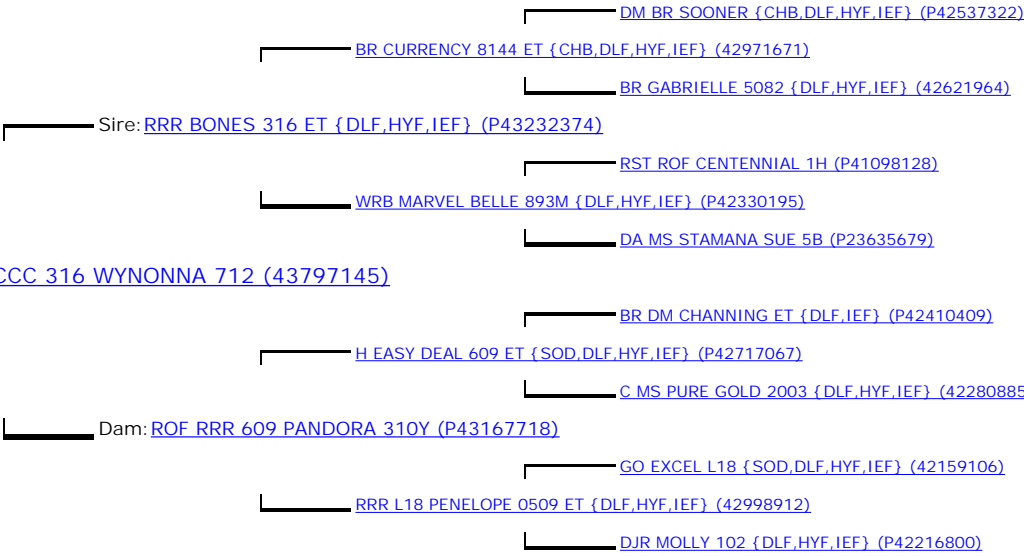 DM BR SOONER {CHB,DLF,HYF,IEF} (P42537322)
BR CURRENCY 8144 ET {CHB,DLF,HYF,IEF} (42971671)
BR GABRIELLE 5082 {DLF,HYF,IEF} (42621964)
Sire: RRR BONES 316 ET {DLF,HYF,IEF} (P43232374)
RST ROF CENTENNIAL 1H (P41098128)
WRB MARVEL BELLE 893M {DLF,HYF,IEF} (P42330195)
DA MS STAMANA SUE 5B (P23635679)
CCC 316 WYNONNA 712 (43797145)
BR DM CHANNING ET {DLF,IEF} (P42410409)
H EASY DEAL 609 ET {SOD,DLF,HYF,IEF} (P42717067)
C MS PURE GOLD 2003 {DLF,HYF,IEF} (42280885
Dam: ROF RRR 609 PANDORA 310Y (P43167718)
GO EXCEL L18 {SOD,DLF,HYF,IEF} (42159106)
RRR L18 PENELOPE 0509 ET {DLF,HYF,IEF} (42998912)
DJR MOLLY 102 {DLF,HYF,IEF} (P42216800)